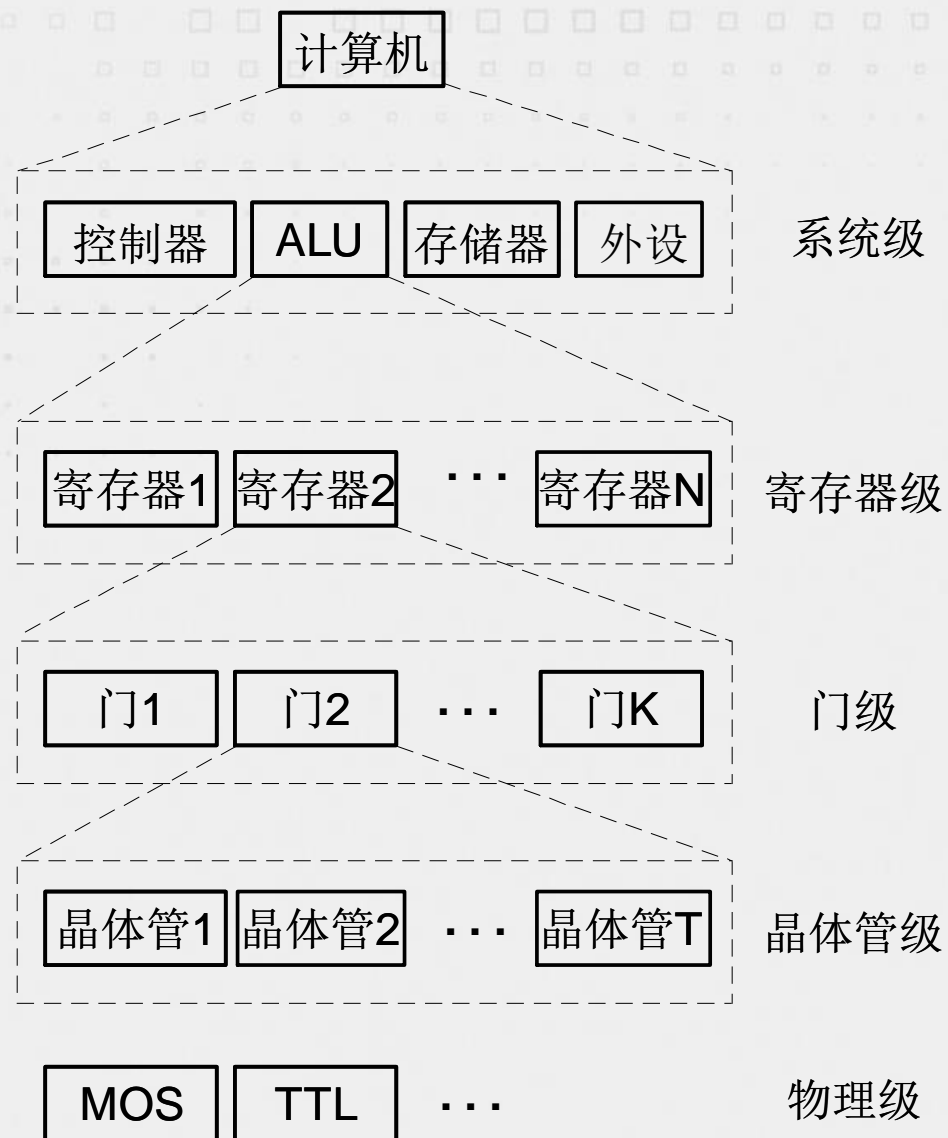 计算机
控制器 ALU 存储器 外设 系统级
寄存器1 寄存器2 ··· 寄存器N 寄存器级
门1 门2 ··· 门K 门级
晶体管1 晶体管2 ··· 晶体管T 晶体管级
MOS TTL ··· 物理级